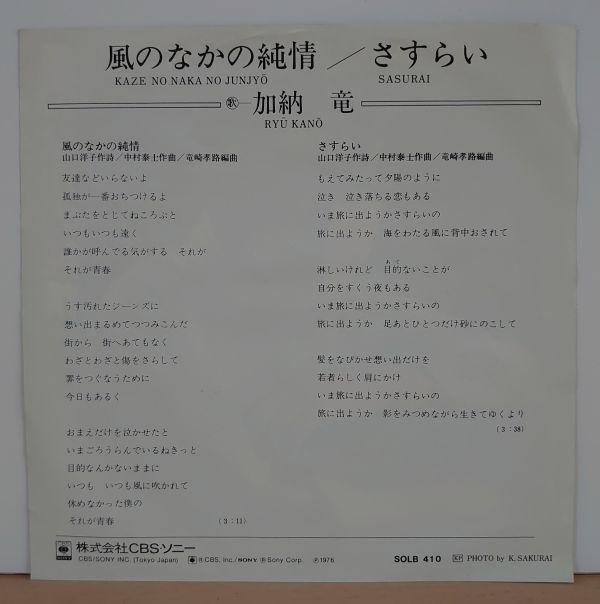 風のなかの純情／さすらい
KAZE NO NAKA NO JUNJYŌ SASURAI
歌—加納 竜
RYŪ KANŌ
風のなかの純情
山口洋子作詩／中村泰士作曲／竜崎孝路編曲
友達などいらないよ
孤独が一番おちつけるよ
まぶたをとじてねころぶと
いつもいつも遠く
誰かが呼んでる気がする それが
それが青春
うす汚れたジーンズに
想い出まるめてつつみこんだ
街から 街へあてもなく
わざとわざと傷をさらして
罪をつぐなうために
今日もあるく
おまえだけを泣かせたと
いまごろうらんでいるねきっと
目的なんかないままに
いつも いつも風に吹かれて
休めなかった僕の
それが青春 (3:11)
さすらい
山口洋子作詩／中村泰士作曲／竜崎孝路編曲
もえてみたって夕陽のように
泣き 泣き落ちる恋もある
いま旅に出ようかさすらいの
旅に出ようか 海をわたる風に背中おされて
淋しいけれど 目的ないことが
あて
自分をすくう夜もある
いま旅に出ようかさすらいの
旅に出ようか 足あとひとつだけ砂にのこして
髪をなびかせ想い出だけを
若者らしく肩にかけ
いま旅に出ようかさすらいの
旅に出ようか 影をみつめながら生きてゆくより
(3:38)
株式会社CBS・ソニー
CBS/SONY INC. (Tokyo Japan) ®CBS, Inc./SONY ®Sony Corp. ℗1976 SOLB 410 KP PHOTO by K. SAKURAI